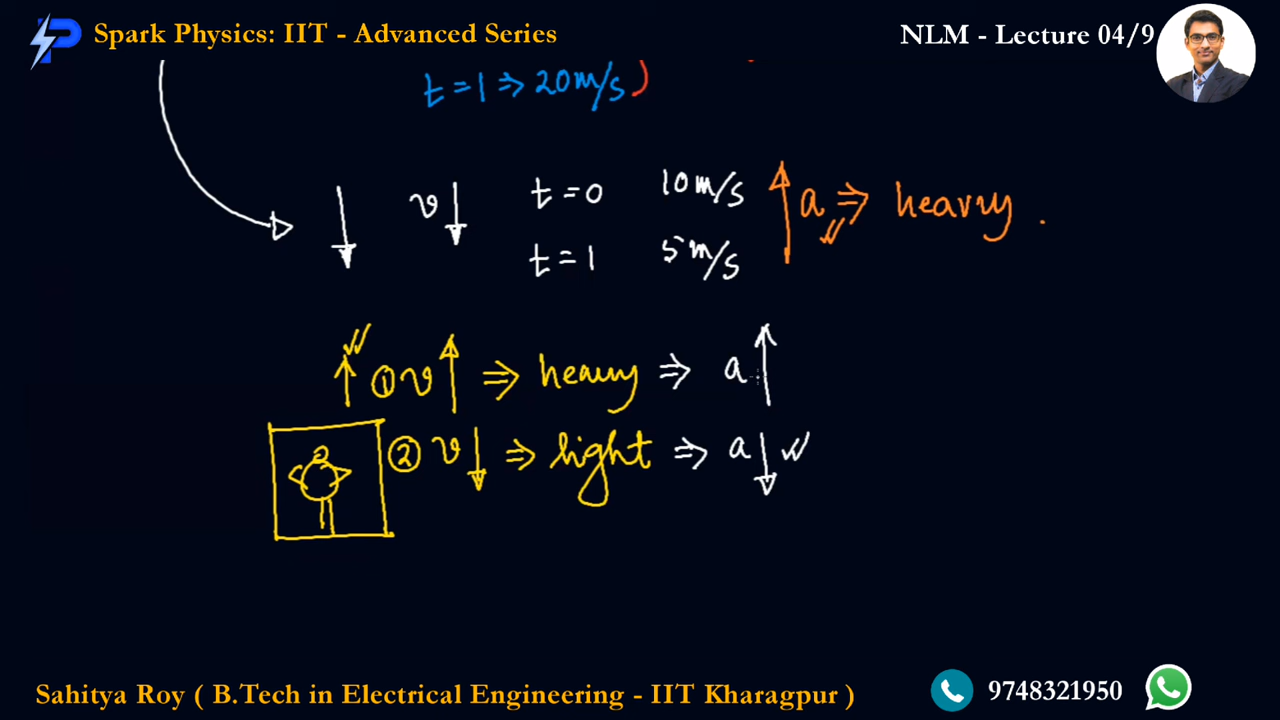 Spark Physics: IIT - Advanced Series
NLM - Lecture 04/9
t = 1 ⇒ 20m/s)
↓ v↓ t = 0 10m/s ↑a ⇒ heavy.
t = 1 5m/s
↑ ① v↑ ⇒ heavy ⇒ a↑
② v↓ ⇒ light ⇒ a↓
Sahitya Roy ( B.Tech in Electrical Engineering - IIT Kharagpur )
9748321950